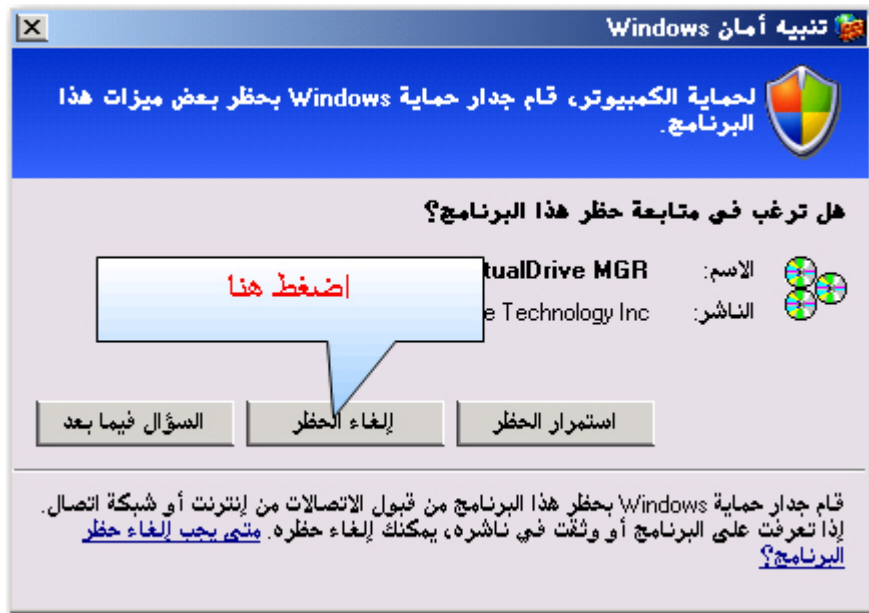 تنبيه أمان Windows
لحماية الكمبيوتر، قام جدار حماية Windows بحظر بعض ميزات هذا
البرنامج.
هل ترغب في متابعة حظر هذا البرنامج؟
الاسم: tualDrive MGR
الناشر: e Technology Inc
اضغط هنا
استمرار الحظر إلغاء الحظر السؤال فيما بعد
قام جدار حماية Windows بحظر هذا البرنامج من قبول الاتصالات من إنترنت أو شبكة اتصال.
إذا تعرفت على البرنامج أو وثقت في ناشره، يمكنك إلغاء حظره. متى يجب إلغاء حظر
البرنامج؟